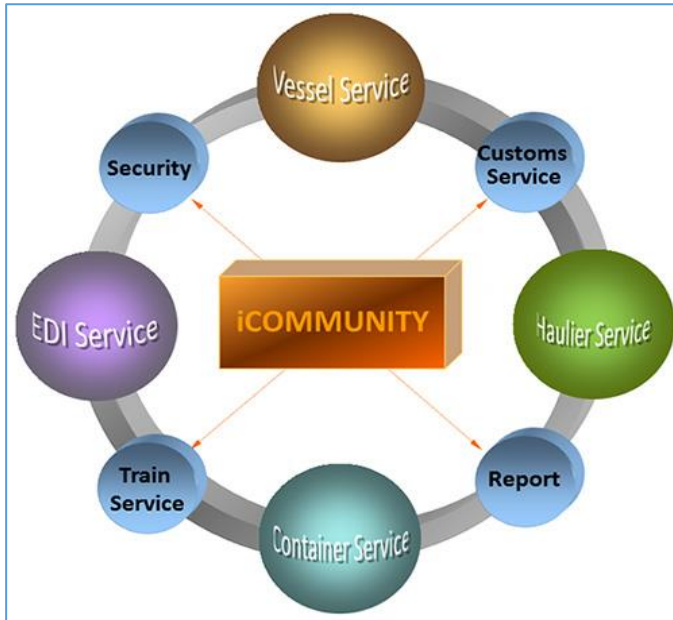 Vessel Service
Security
Customs
Service
EDI Service
iCOMMUNITY
Haulier Service
Train
Service
Report
Container Service